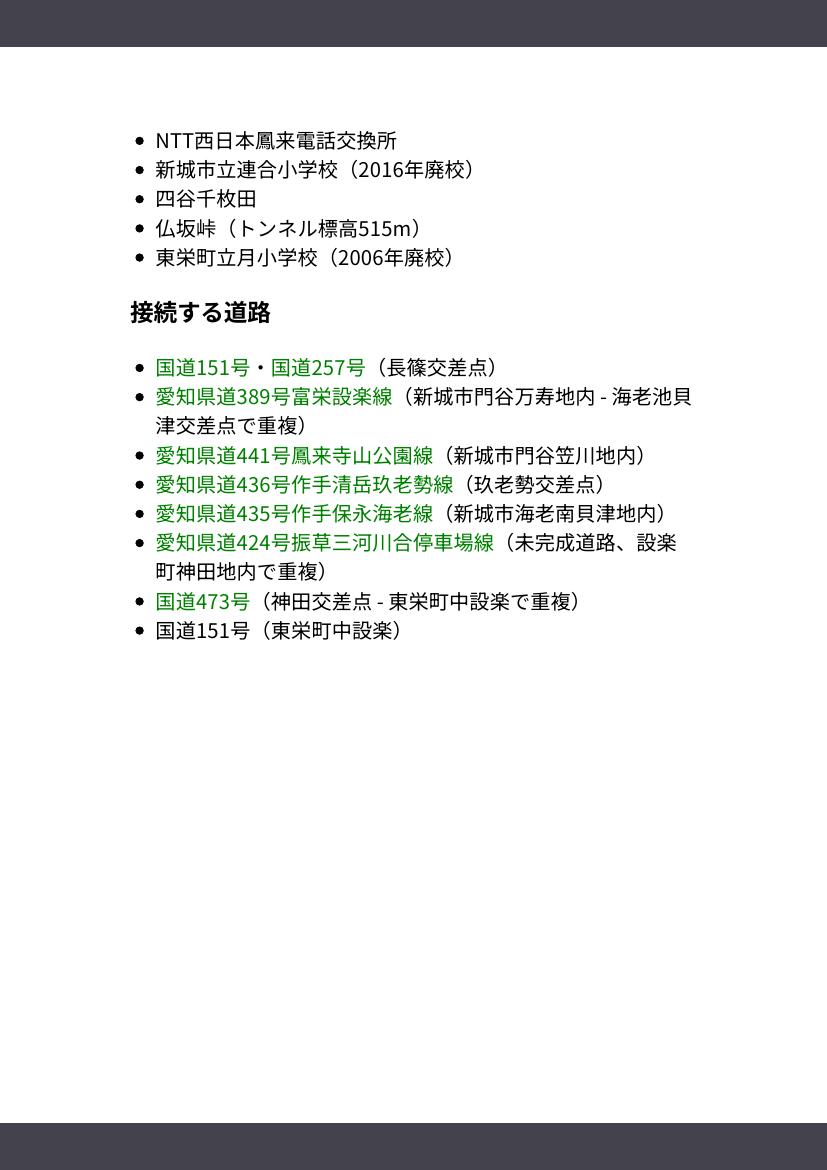 NTT西日本鳳来電話交換所
新城市立連合小学校（2016年廃校）
四谷千枚田
仏坂峠（トンネル標高515m）
東栄町立月小学校（2006年廃校）
接続する道路
国道151号・国道257号（長篠交差点）
愛知県道389号富栄設楽線（新城市門谷万寿地内 - 海老池貝
津交差点で重複）
愛知県道441号鳳来寺山公園線（新城市門谷笠川地内）
愛知県道436号作手清岳玖老勢線（玖老勢交差点）
愛知県道435号作手保永海老線（新城市海老南貝津地内）
愛知県道424号振草三河川合停車場線（未完成道路、設楽
町神田地内で重複）
国道473号（神田交差点 - 東栄町中設楽で重複）
国道151号（東栄町中設楽）